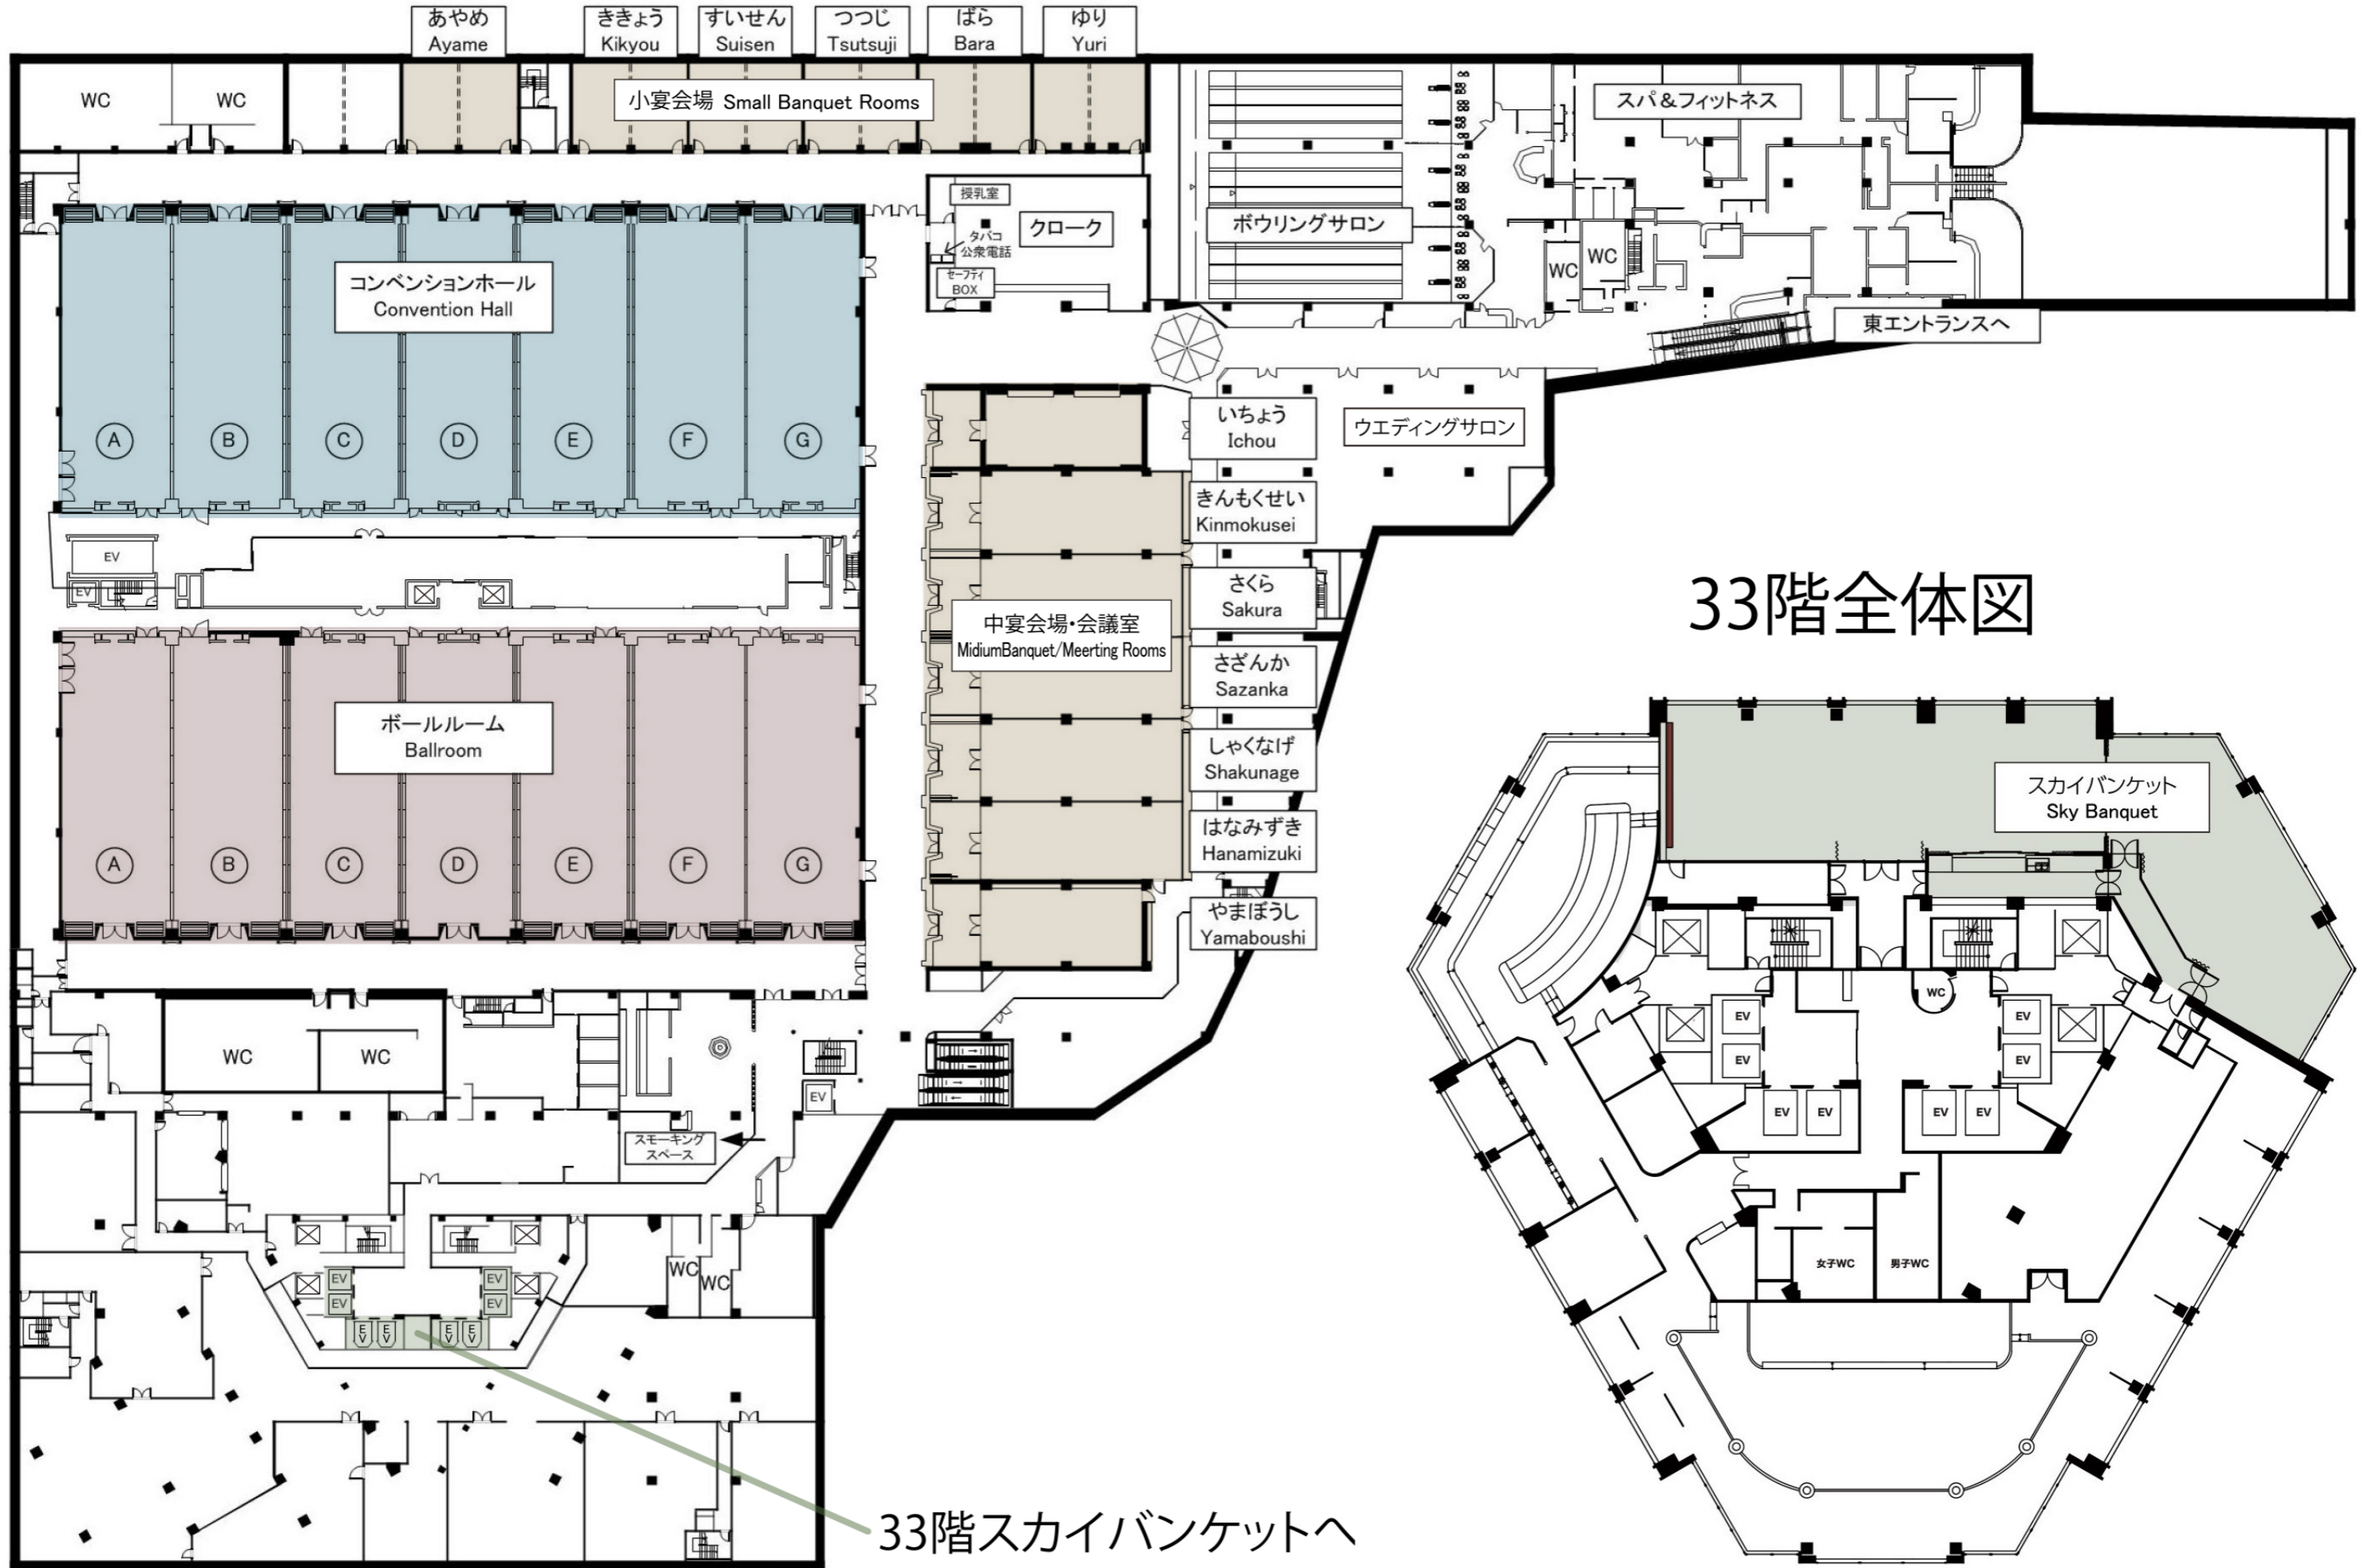 あやめ
Ayame
ききょう
Kikyou
すいせん
Suisen
つつじ
Tsutsuji
ばら
Bara
ゆり
Yuri
WC
WC
小宴会場 Small Banquet Rooms
スパ&フィットネス
授乳室
クローク
タバコ
公衆電話
セーフティ
BOX
ボウリングサロン
WC
WC
東エントランスへ
コンベンションホール
Convention Hall
A
B
C
D
E
F
G
いちょう
Ichou
ウエディングサロン
きんもくせい
Kinmokusei
さくら
Sakura
さざんか
Sazanka
しゃくなげ
Shakunage
はなみずき
Hanamizuki
やまぼうし
Yamaboushi
EV
EV
中宴会場・会議室
MidiumBanquet/Meerting Rooms
ボールルーム
Ballroom
A
B
C
D
E
F
G
WC
WC
EV
スモーキング
スペース
WC
WC
EV
EV
EV
EV
EV
EV
EV
EV
33階スカイバンケットへ
33階全体図
スカイバンケット
Sky Banquet
WC
EV
EV
EV
EV
EV
EV
EV
EV
女子WC
男子WC